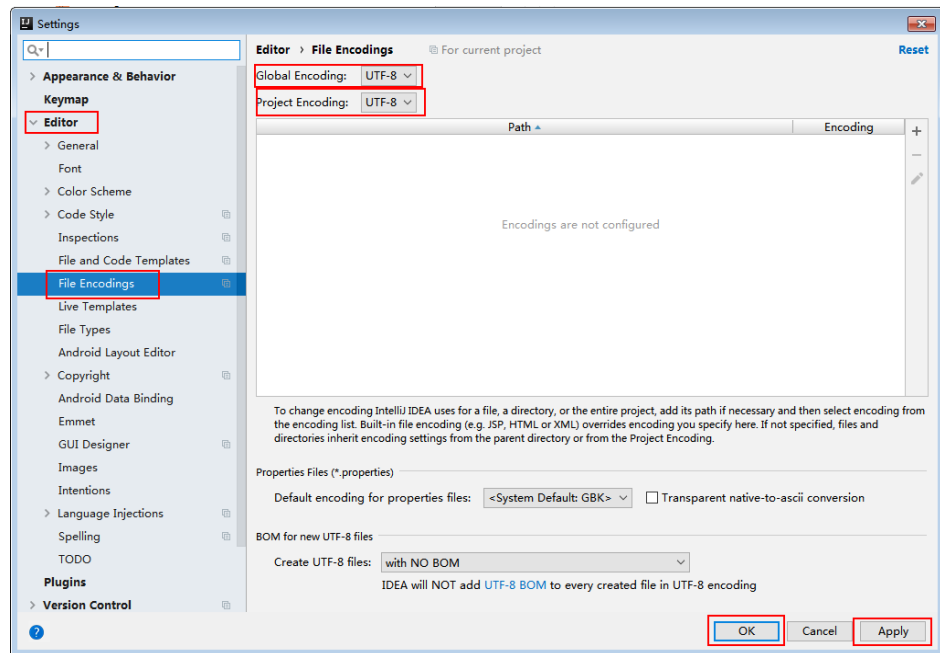 Settings
Editor › File Encodings For current project Reset
Appearance & Behavior
Keymap
Editor
General
Font
Color Scheme
Code Style
Inspections
File and Code Templates
File Encodings
Live Templates
File Types
Android Layout Editor
Copyright
Android Data Binding
Emmet
GUI Designer
Images
Intentions
Language Injections
Spelling
TODO
Plugins
Version Control
Global Encoding: UTF-8
Project Encoding: UTF-8
Path Encoding
Encodings are not configured
To change encoding IntelliJ IDEA uses for a file, a directory, or the entire project, add its path if necessary and then select encoding from
the encoding list. Built-in file encoding (e.g. JSP, HTML or XML) overrides encoding you specify here. If not specified, files and
directories inherit encoding settings from the parent directory or from the Project Encoding.
Properties Files (*.properties)
Default encoding for properties files: <System Default: GBK> Transparent native-to-ascii conversion
BOM for new UTF-8 files
Create UTF-8 files: with NO BOM
IDEA will NOT add UTF-8 BOM to every created file in UTF-8 encoding
? OK Cancel Apply